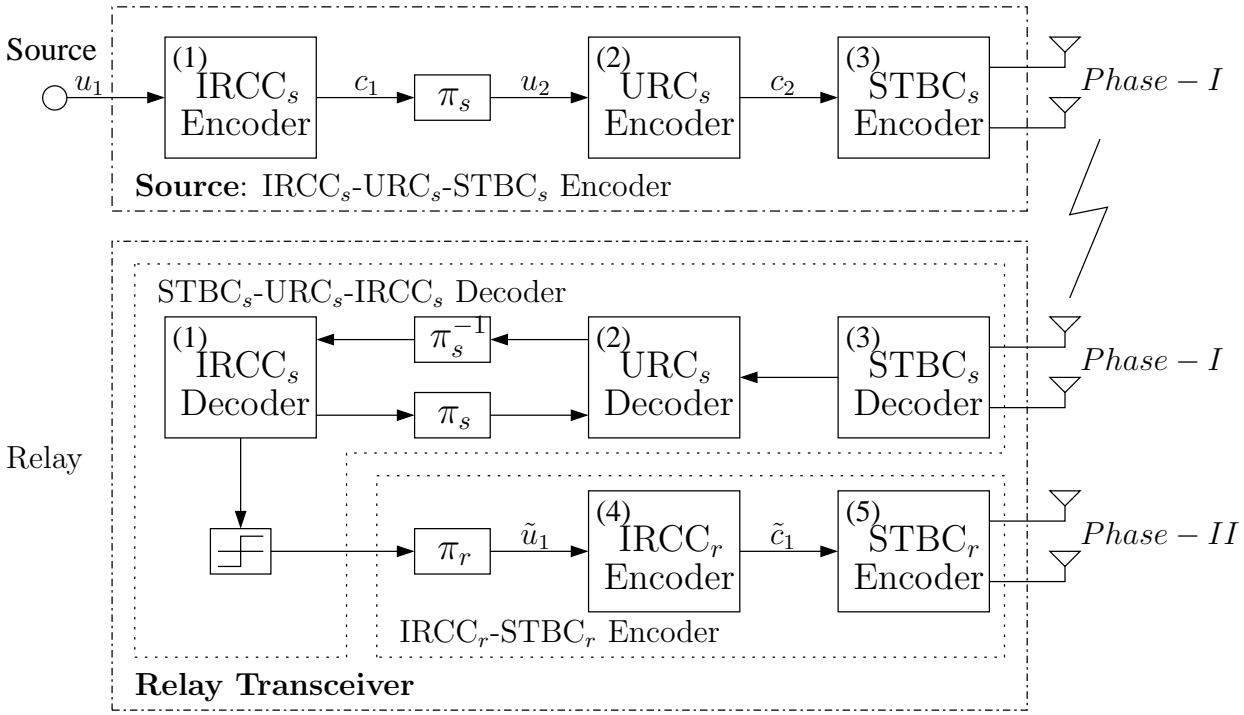 Source
u₁
(1)
IRCCₛ
Encoder
c₁
πₛ
u₂
(2)
URCₛ
Encoder
c₂
(3)
STBCₛ
Encoder
Phase − I
Source: IRCCₛ-URCₛ-STBCₛ Encoder
STBCₛ-URCₛ-IRCCₛ Decoder
(1)
IRCCₛ
Decoder
πₛ⁻¹
πₛ
(2)
URCₛ
Decoder
(3)
STBCₛ
Decoder
Phase − I
Relay
πᵣ
ũ₁
(4)
IRCCᵣ
Encoder
c̃₁
(5)
STBCᵣ
Encoder
Phase − II
IRCCᵣ-STBCᵣ Encoder
Relay Transceiver